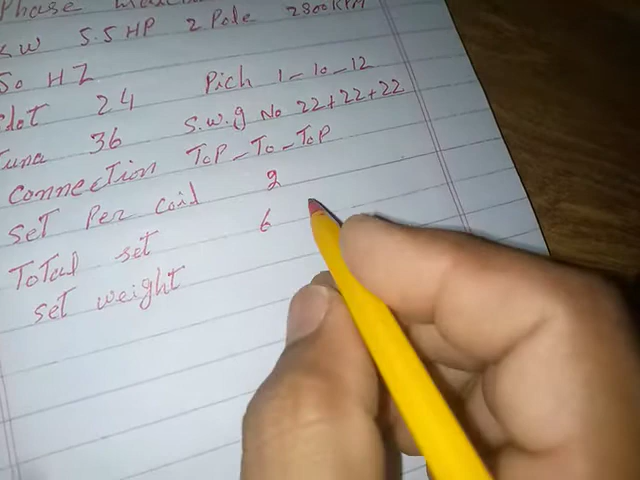 Phase
KW 5.5 HP 2 Pole 2800 RPM
50 HZ
Slot 24 Pich 1-10-12
Tuna 36 S.w.g No 22+22+22
Connection ToP-To-ToP
SeT Per coil 2
ToTal set 6
set weight